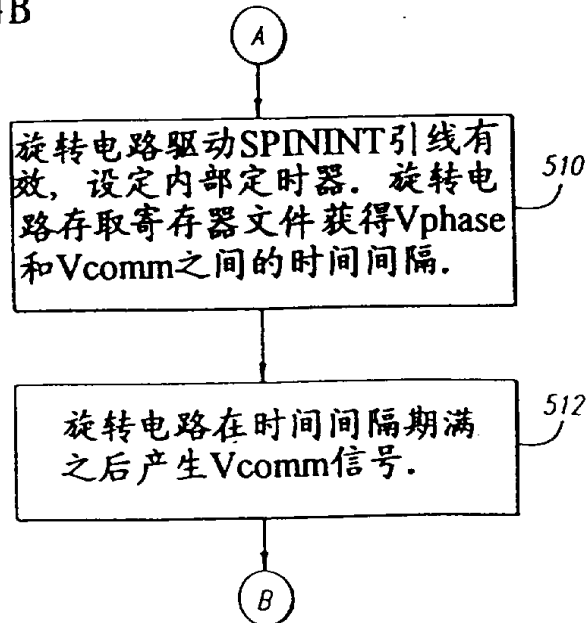 4B
A
旋转电路驱动SPININT引线有
效，设定内部定时器．旋转电
路存取寄存器文件获得Vphase
和Vcomm之间的时间间隔．
510
旋转电路在时间间隔期满
之后产生Vcomm信号．
512
B